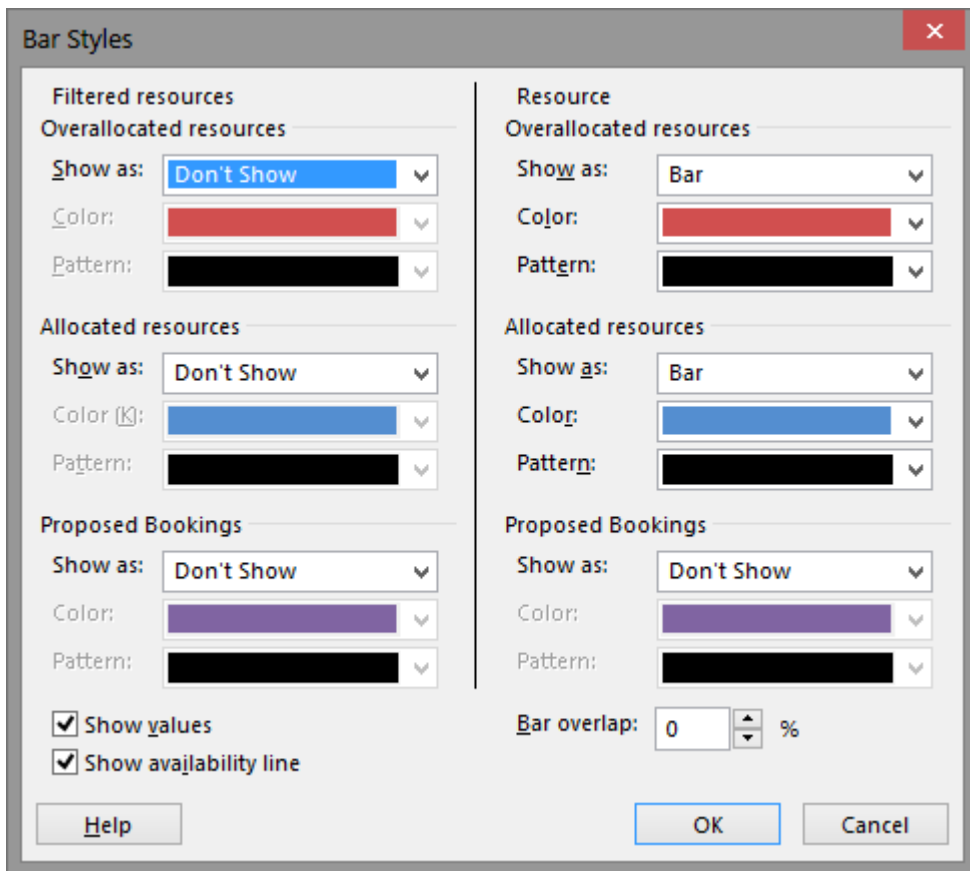 Bar Styles
Filtered resources
Overallocated resources
Show as: Don't Show
Color:
Pattern:
Allocated resources
Show as: Don't Show
Color (K):
Pattern:
Proposed Bookings
Show as: Don't Show
Color:
Pattern:
Show values
Show availability line
Resource
Overallocated resources
Show as: Bar
Color:
Pattern:
Allocated resources
Show as: Bar
Color:
Pattern:
Proposed Bookings
Show as: Don't Show
Color:
Pattern:
Bar overlap: 0 %
Help OK Cancel